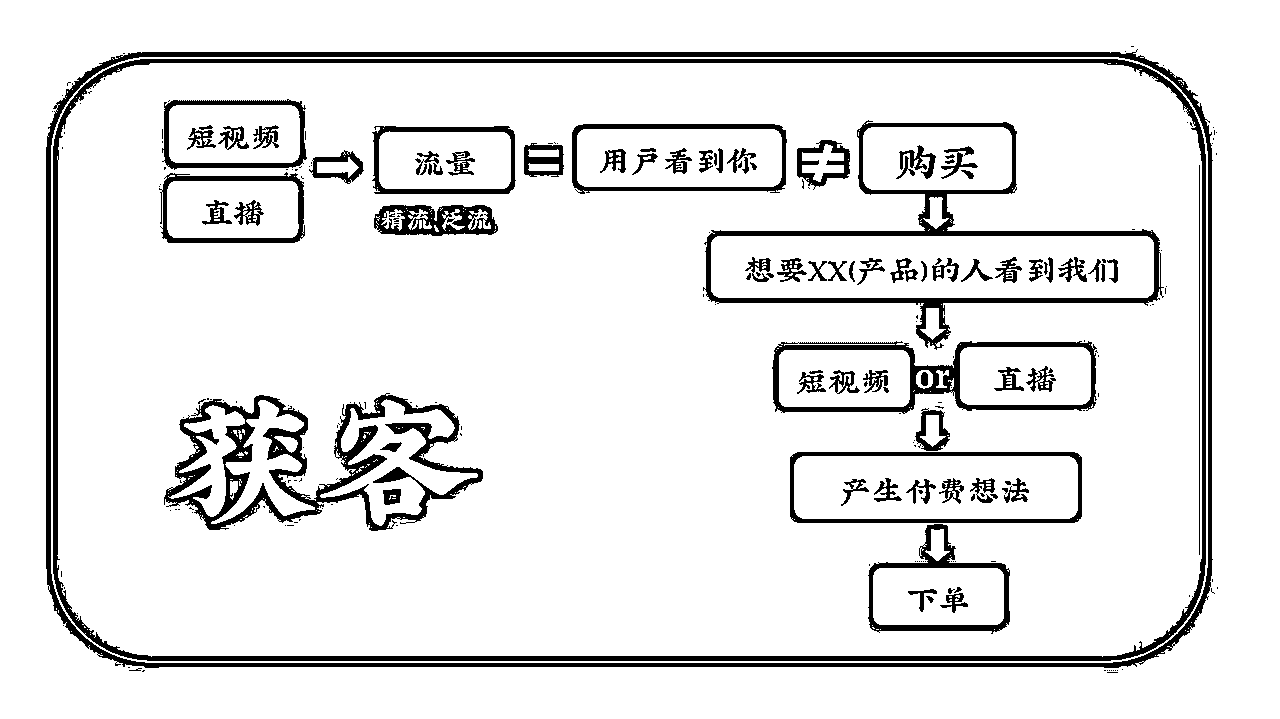 短视频
直播
流量
=
用户看到你
≠
购买
精流、泛流
想要XX(产品)的人看到我们
短视频
or
直播
产生付费想法
下单
获客